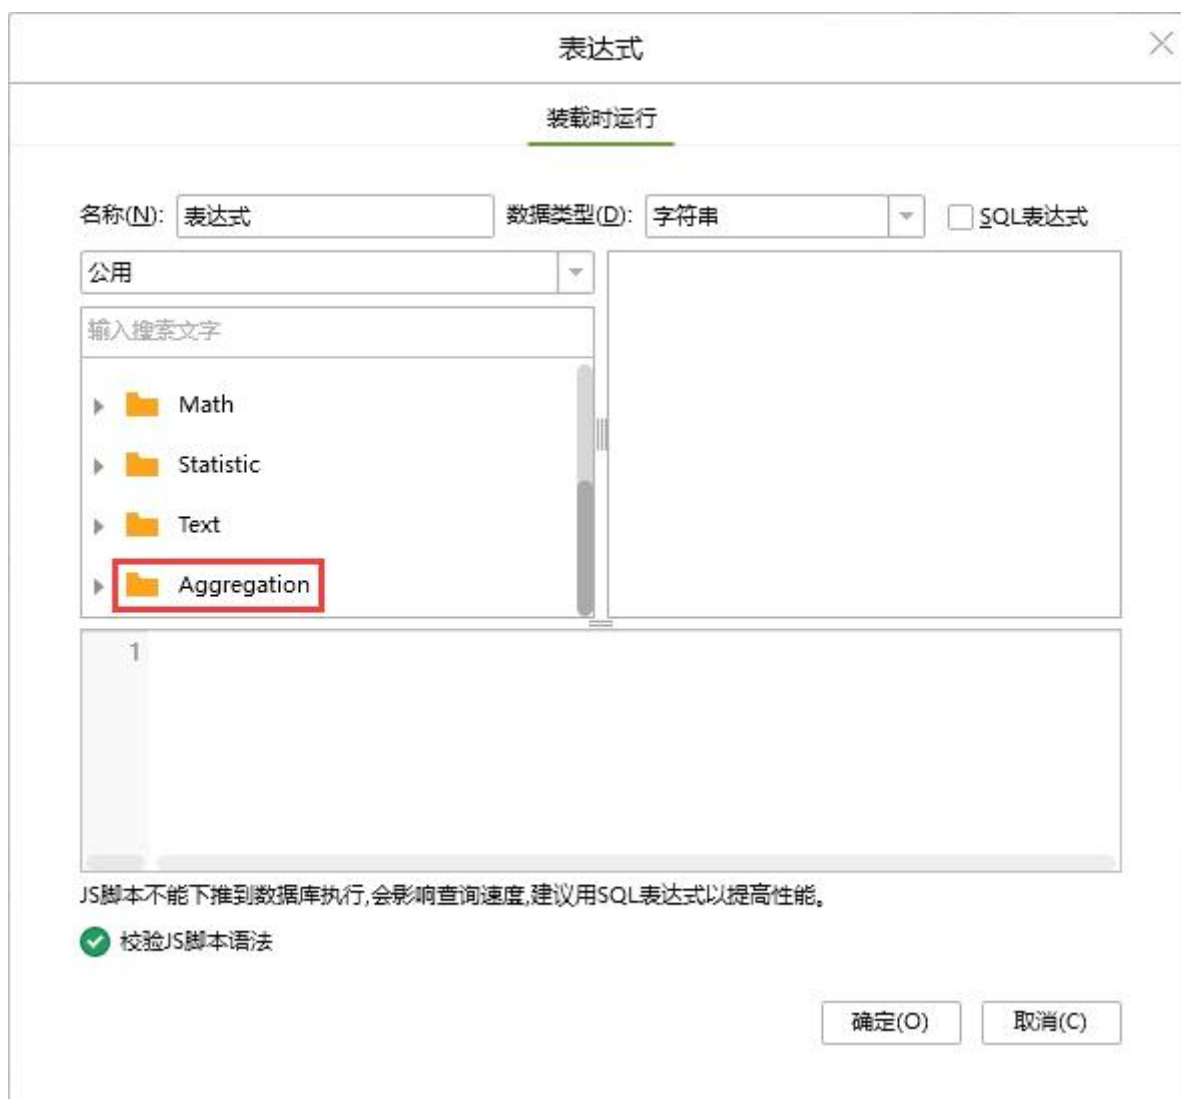 表达式
装载时运行
名称(N): 表达式 数据类型(D): 字符串 SQL表达式
公用
输入搜索文字
Math
Statistic
Text
Aggregation
1
JS脚本不能下推到数据库执行,会影响查询速度,建议用SQL表达式以提高性能。
校验JS脚本语法
确定(O) 取消(C)